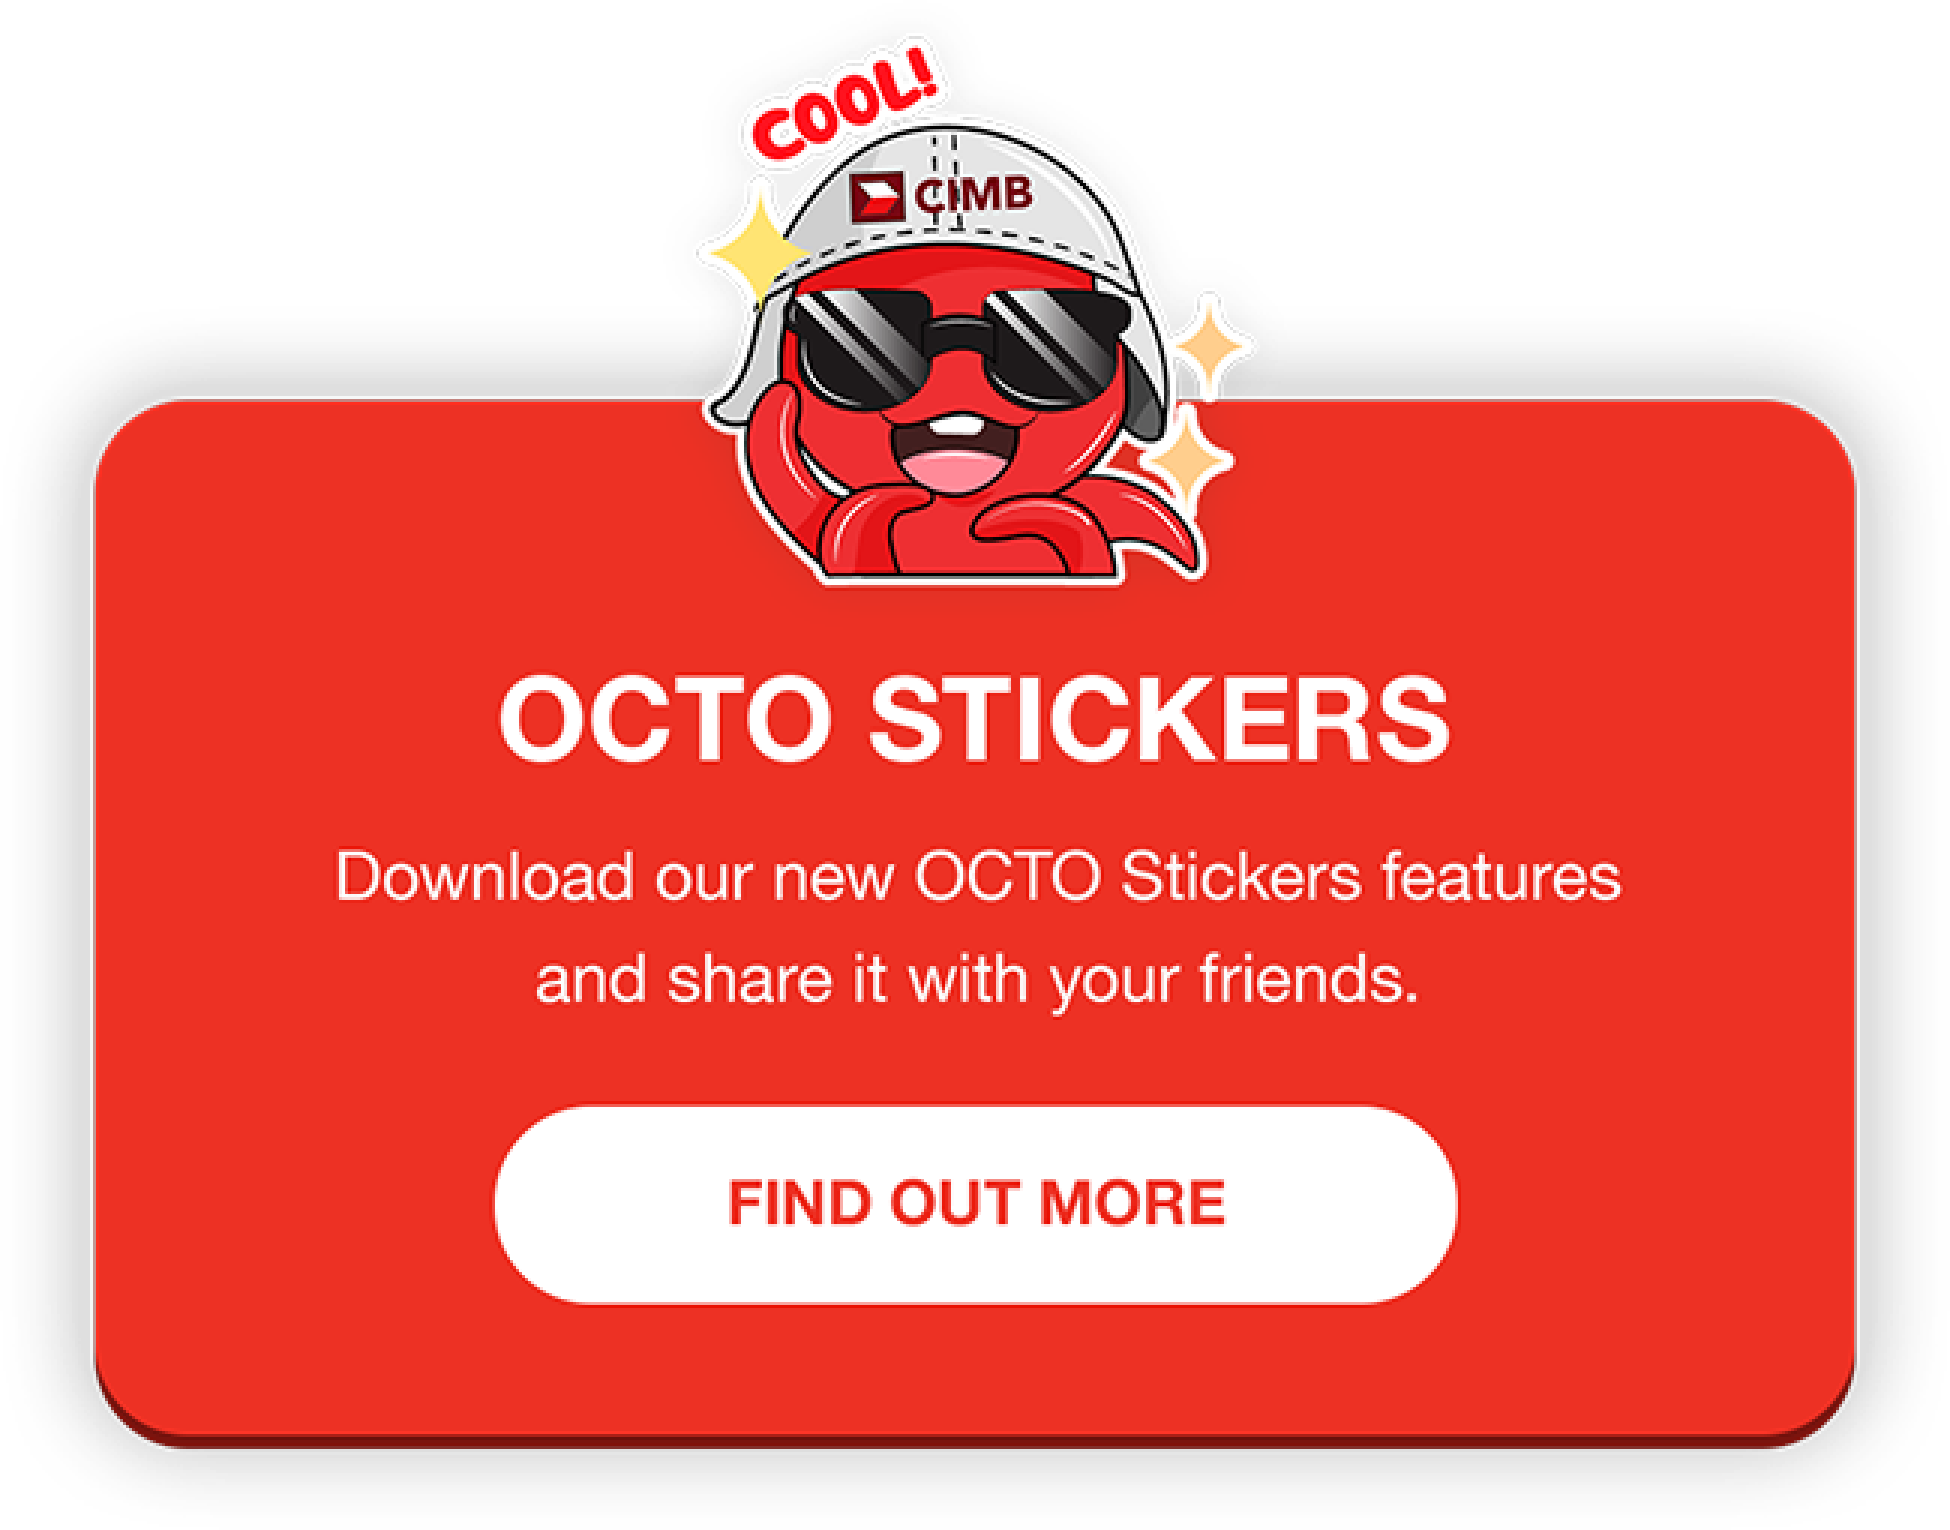 COOL!
CIMB
OCTO STICKERS
Download our new OCTO Stickers features
and share it with your friends.
FIND OUT MORE